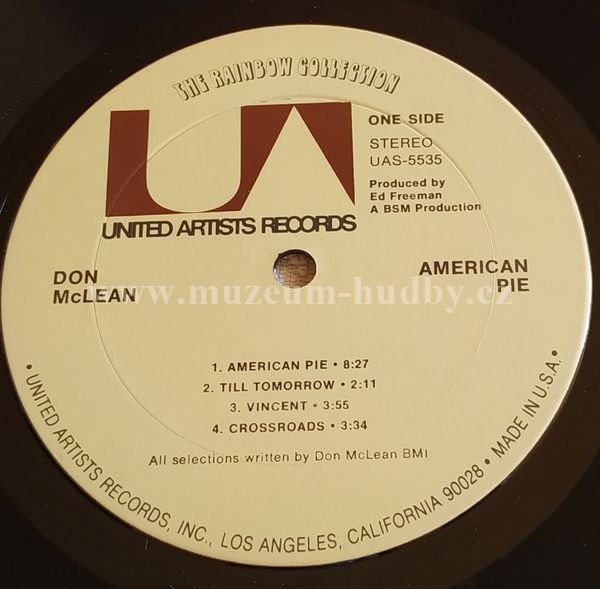 THE RAINBOW COLLECTION
UA
ONE SIDE
STEREO
UAS-5535
Produced by
Ed Freeman
A BSM Production
UNITED ARTISTS RECORDS
DON
McLEAN
AMERICAN
PIE
www.muzeum-hudby.cz
1. AMERICAN PIE • 8:27
2. TILL TOMORROW • 2:11
3. VINCENT • 3:55
4. CROSSROADS • 3:34
All selections written by Don McLean BMI
• UNITED ARTISTS RECORDS, INC., LOS ANGELES, CALIFORNIA 90028 • MADE IN U.S.A. •